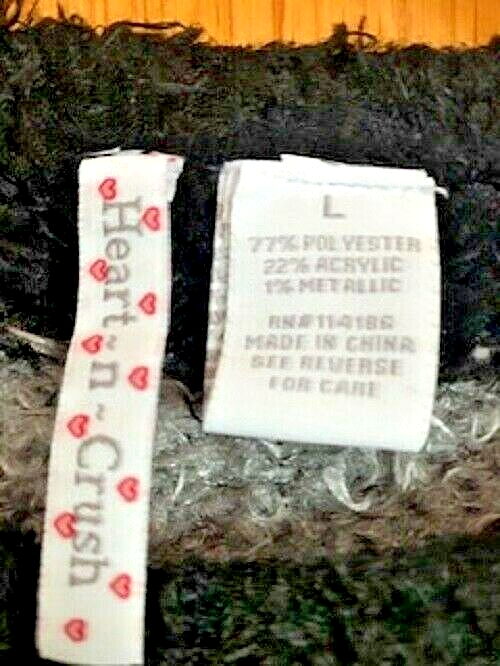 Heart~n~Crush
L
77% POLYESTER
22% ACRYLIC
1% METALLIC
RN#114186
MADE IN CHINA
SEE REVERSE
FOR CARE